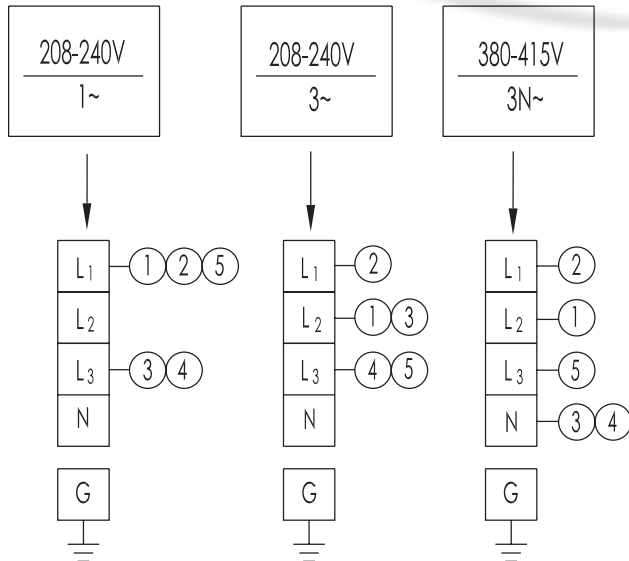 208-240V 208-240V 380-415V
1~ 3~ 3N~
L1 1 2 5 L1 2 L1 2
L2 L2 1 3 L2 1
L3 3 4 L3 4 5 L3 5
N N N 3 4
G G G